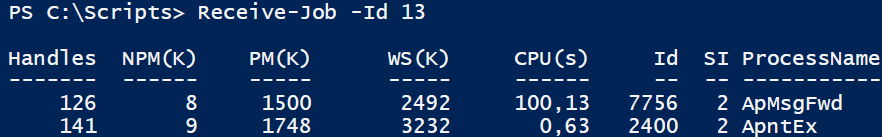 PS C:\Scripts> Receive-Job -Id 13
Handles NPM(K) PM(K) WS(K) CPU(s) Id SI ProcessName
------- ------ ----- ----- ------ -- -- -----------
126 8 1500 2492 100,13 7756 2 ApMsgFwd
141 9 1748 3232 0,63 2400 2 ApntEx